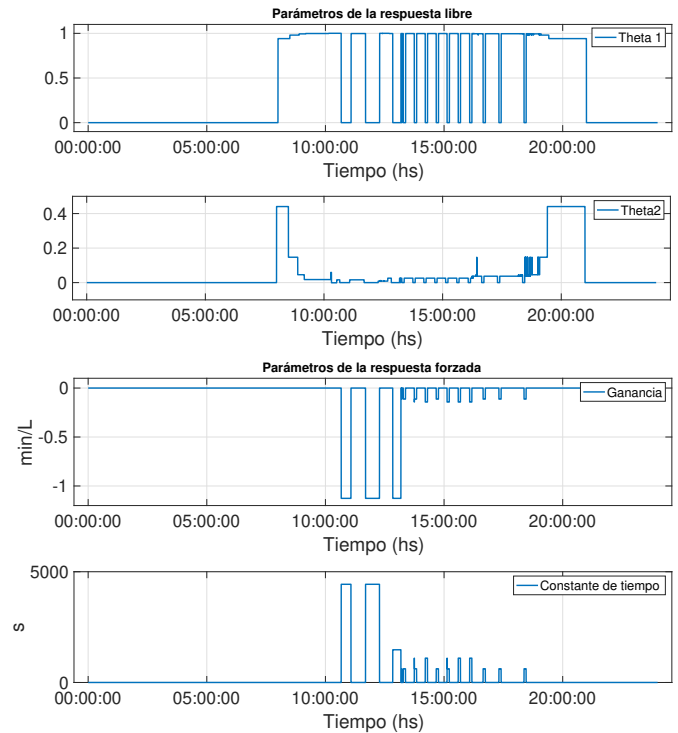 Parámetros de la respuesta libre
1
0.5
0
Theta 1
00:00:00 05:00:00 10:00:00 15:00:00 20:00:00
Tiempo (hs)
0.4
0.2
0
Theta2
00:00:00 05:00:00 10:00:00 15:00:00 20:00:00
Tiempo (hs)
Parámetros de la respuesta forzada
0
-0.5
-1
min/L
Ganancia
00:00:00 05:00:00 10:00:00 15:00:00 20:00:00
Tiempo (hs)
5000
0
s
Constante de tiempo
00:00:00 05:00:00 10:00:00 15:00:00 20:00:00
Tiempo (hs)